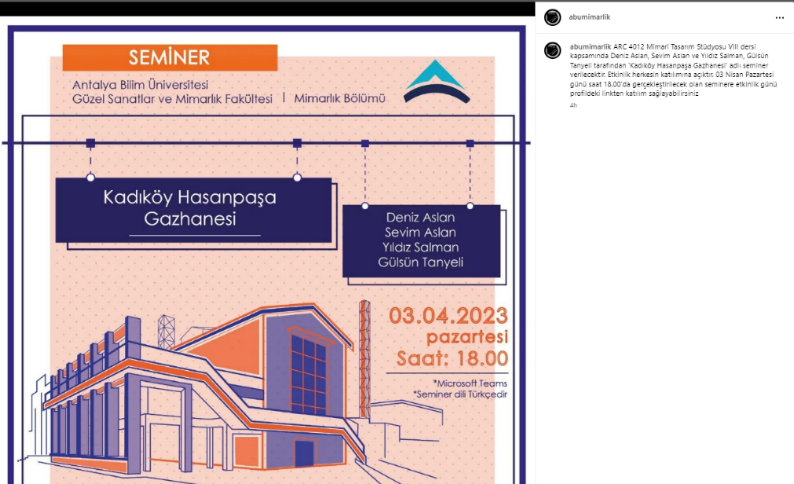 SEMİNER
Antalya Bilim Üniversitesi
Güzel Sanatlar ve Mimarlık Fakültesi | Mimarlık Bölümü
Kadıköy Hasanpaşa
Gazhanesi
Deniz Aslan
Sevim Aslan
Yıldız Salman
Gülsün Tanyeli
03.04.2023
pazartesi
Saat: 18.00
*Microsoft Teams
*Seminer dili Türkçedir
abumimarlik
abumimarlik ARC 4012 Mimari Tasarım Stüdyosu VIII dersi
kapsamında Deniz Aslan, Sevim Aslan ve Yıldız Salman, Gülsün
Tanyeli tarafından 'Kadıköy Hasanpaşa Gazhanesi' adlı seminer
verilecektir. Etkinlik herkesin katılımına açıktır. 03 Nisan Pazartesi
günü saat 18.00'da gerçekleştirilecek olan seminere etkinlik günü
profildeki linkten katılım sağlayabilirsiniz
4h